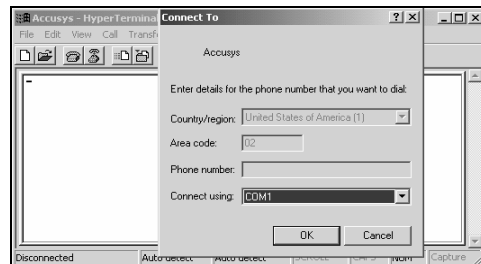 Accusys - HyperTerminal
Connect To
File Edit View Call
Accusys
Enter details for the phone number that you want to dial:
Country/region: United States of America (1)
Area code: 02
Phone number:
Connect using: COM1
OK Cancel
Disconnected Auto detect Auto detect SCROLL CAPS NUM Capture